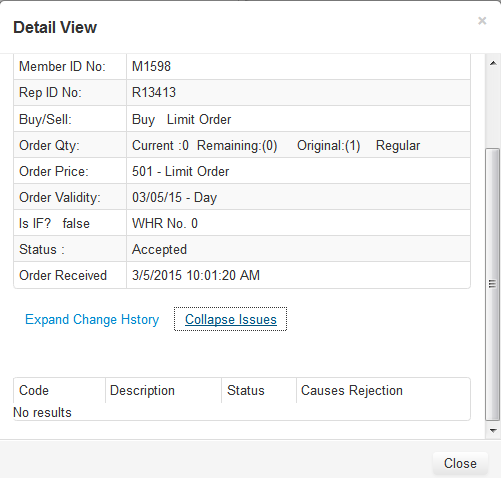 Detail View ×
Member ID No: M1598
Rep ID No: R13413
Buy/Sell: Buy Limit Order
Order Qty: Current :0 Remaining:(0) Original:(1) Regular
Order Price: 501 - Limit Order
Order Validity: 03/05/15 - Day
Is IF? false WHR No. 0
Status : Accepted
Order Received 3/5/2015 10:01:20 AM
Expand Change Hstory Collapse Issues
Code Description Status Causes Rejection
No results
Close